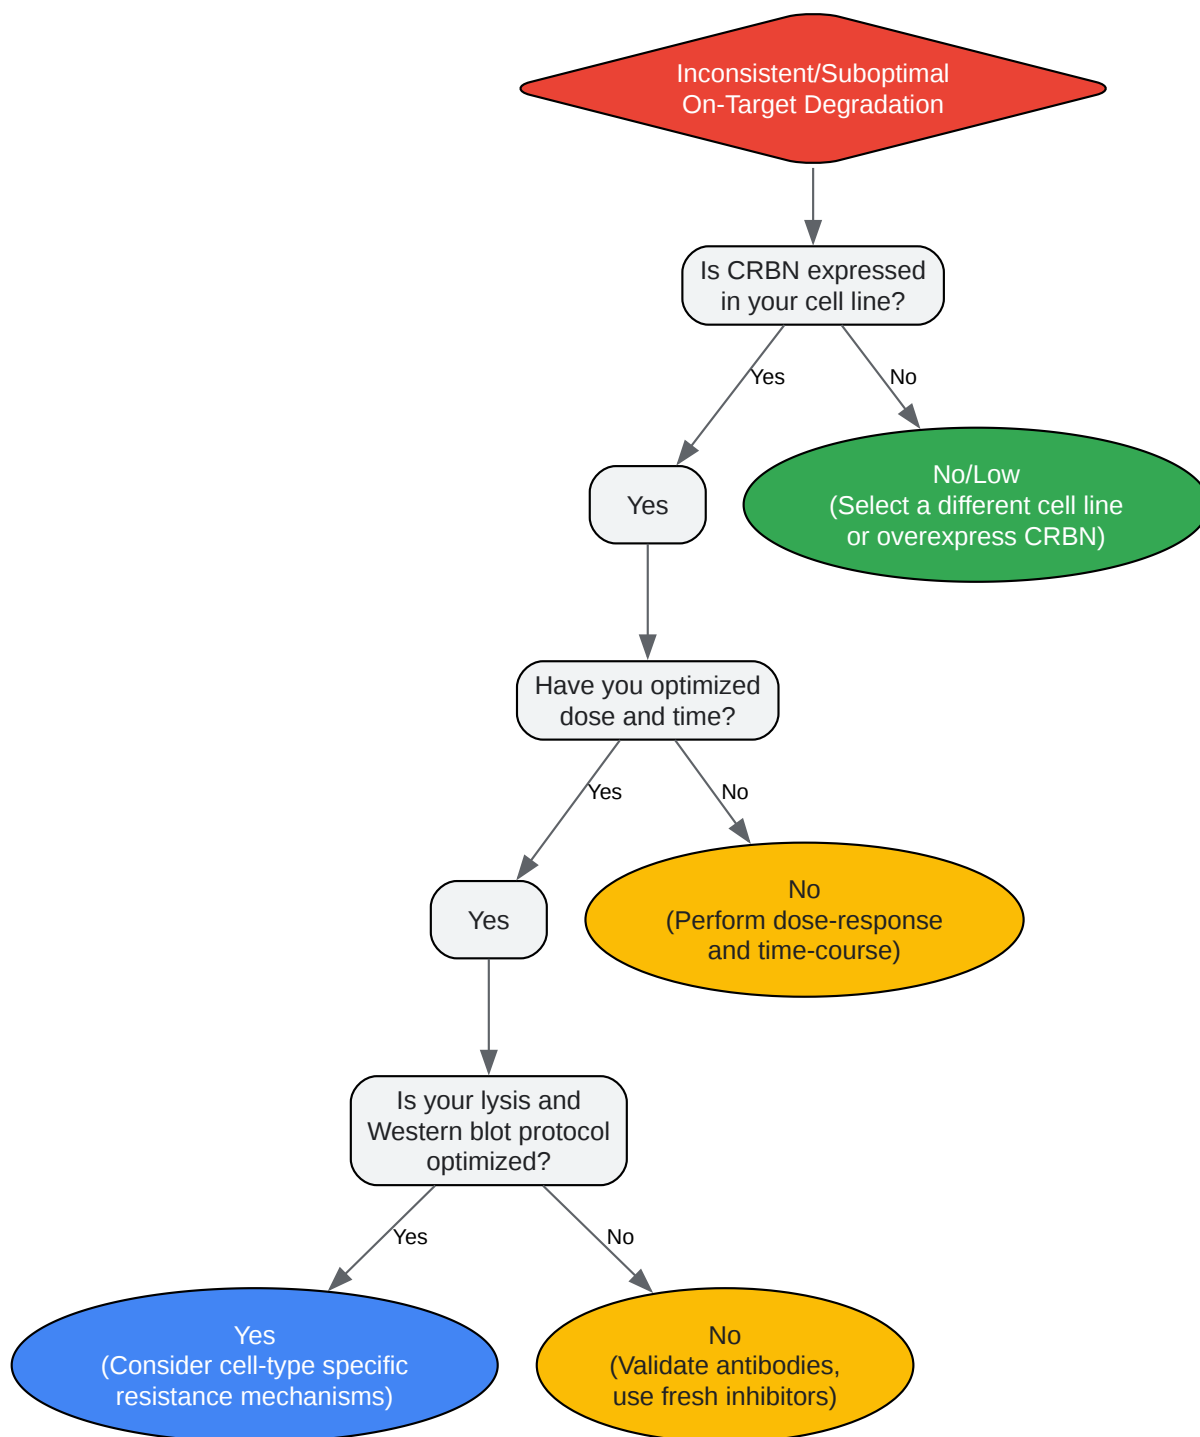 Inconsistent/Suboptimal
On-Target Degradation
Is CRBN expressed
in your cell line?
Yes
No
Yes
No/Low
(Select a different cell line
or overexpress CRBN)
Have you optimized
dose and time?
Yes
No
Yes
No
(Perform dose-response
and time-course)
Is your lysis and
Western blot protocol
optimized?
Yes
No
Yes
(Consider cell-type specific
resistance mechanisms)
No
(Validate antibodies,
use fresh inhibitors)